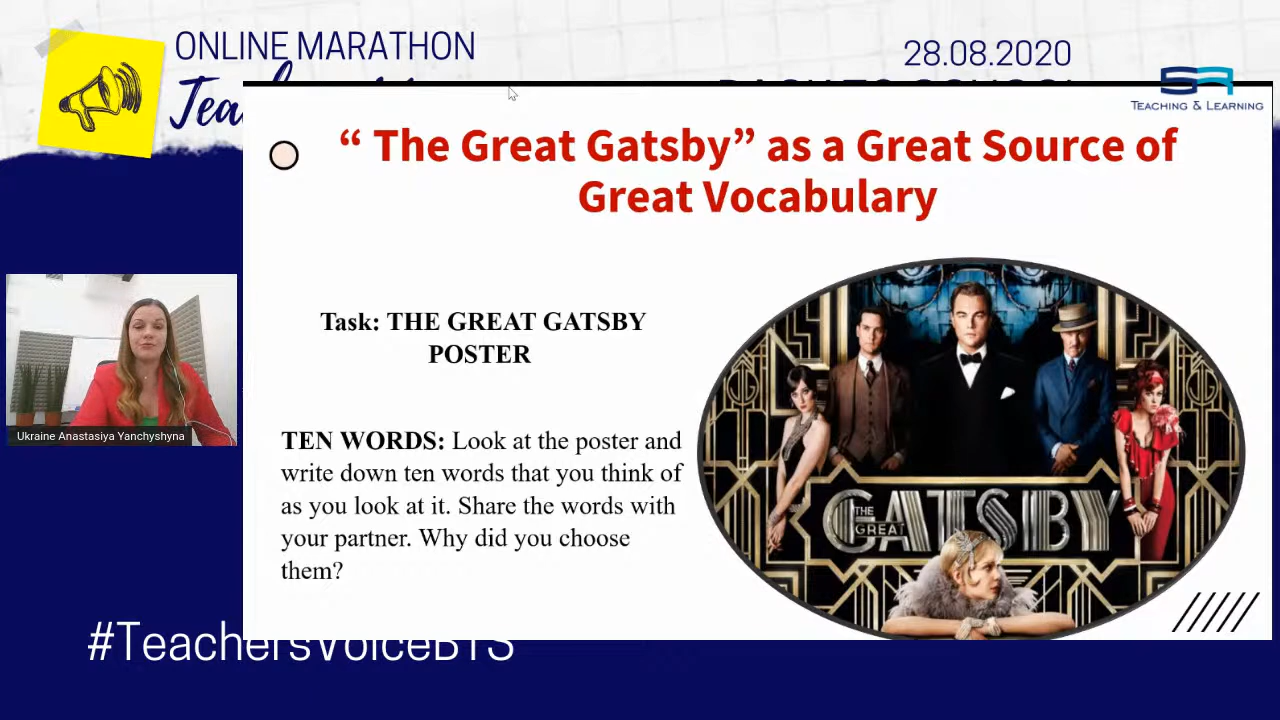 ONLINE MARATHON
28.08.2020
Teaching & Learning
“ The Great Gatsby” as a Great Source of
Great Vocabulary
Task: THE GREAT GATSBY
POSTER
TEN WORDS: Look at the poster and
write down ten words that you think of
as you look at it. Share the words with
your partner. Why did you choose
them?
THE
GREAT
GATSBY
Ukraine Anastasiya Yanchyshyna
#TeachersVoiceBTS